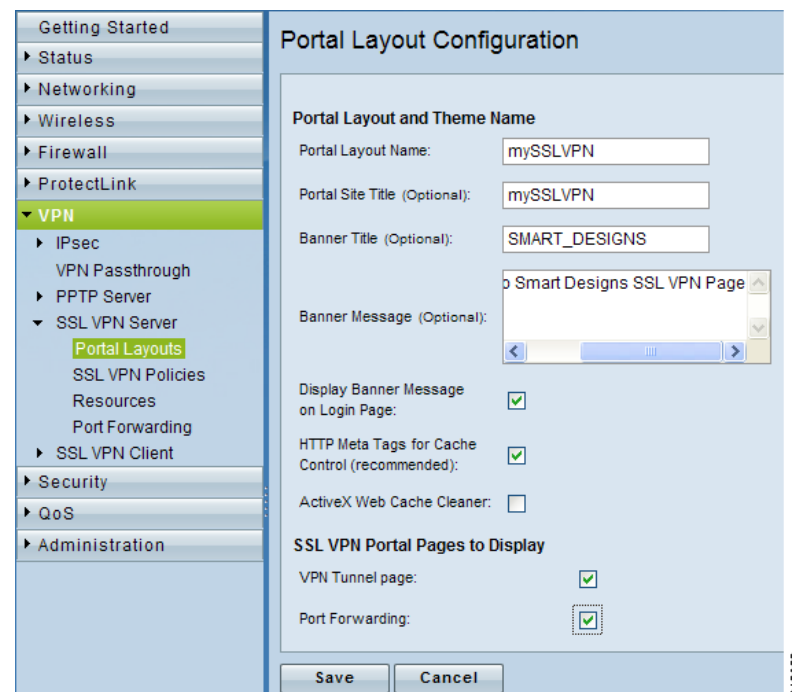 Getting Started
Status
Networking
Wireless
Firewall
ProtectLink
VPN
IPsec
VPN Passthrough
PPTP Server
SSL VPN Server
Portal Layouts
SSL VPN Policies
Resources
Port Forwarding
SSL VPN Client
Security
QoS
Administration
Portal Layout Configuration
Portal Layout and Theme Name
Portal Layout Name: mySSLVPN
Portal Site Title (Optional): mySSLVPN
Banner Title (Optional): SMART_DESIGNS
Banner Message (Optional): Smart Designs SSL VPN Page
Display Banner Message
on Login Page:
HTTP Meta Tags for Cache
Control (recommended):
ActiveX Web Cache Cleaner:
SSL VPN Portal Pages to Display
VPN Tunnel page:
Port Forwarding:
Save Cancel